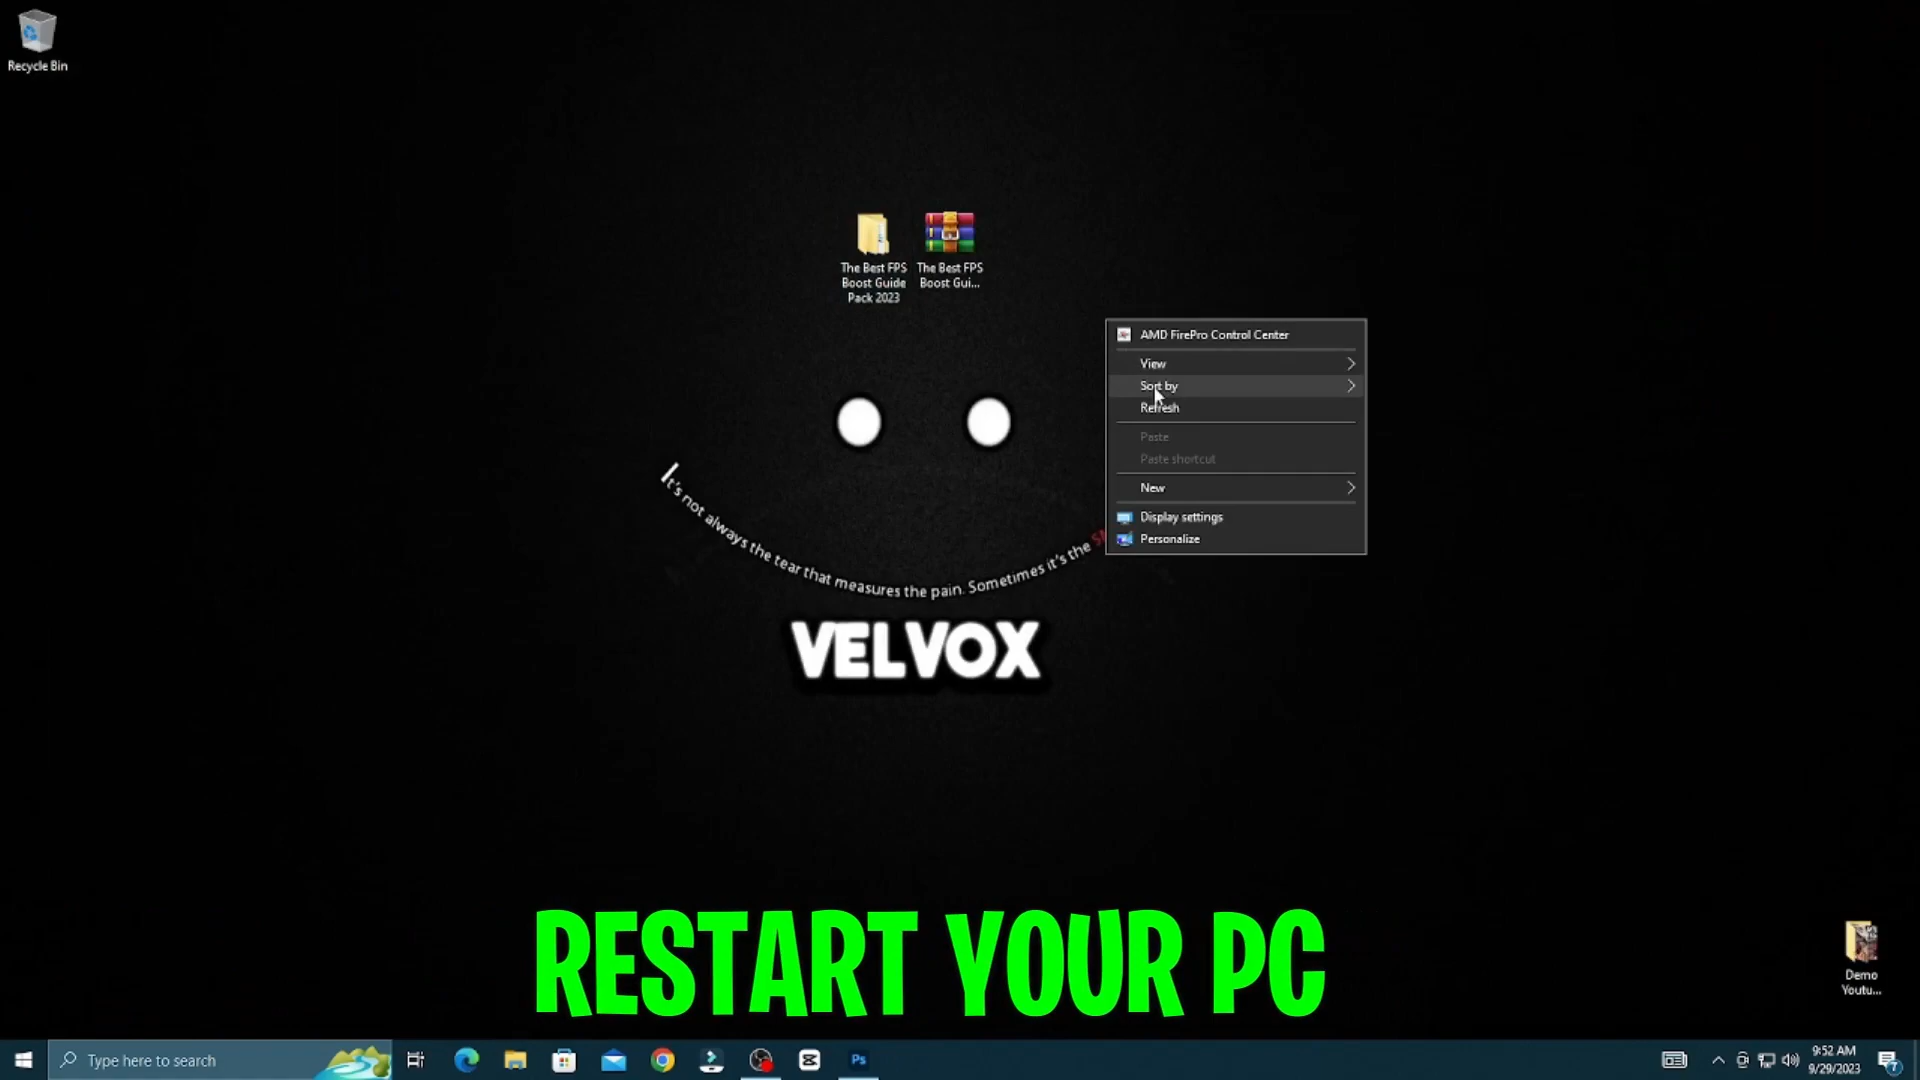 Recycle Bin
The Best FPS
Boost Guide
Pack 2023
The Best FPS
Boost Gui...
AMD FirePro Control Center
View
Sort by
Refresh
Paste
Paste shortcut
New
Display settings
Personalize
It's not always the tear that measures the pain. Sometimes it's the
VELVOX
RESTART YOUR PC
Demo
Youtu...
Type here to search
Ps
9:52 AM
9/29/2023
7